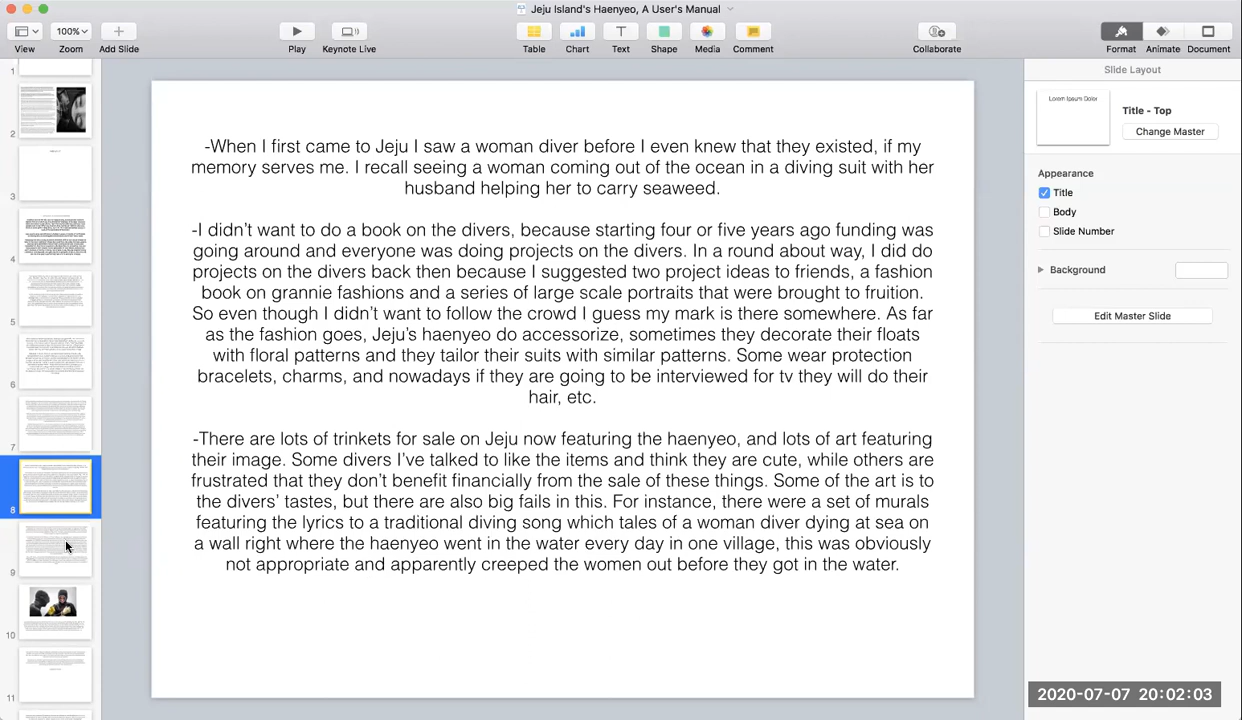 Jeju Island's Haenyeo, A User's Manual
View
100%
Zoom
Add Slide
Play
Keynote Live
Table
Chart
Text
Shape
Media
Comment
Collaborate
Format
Animate
Document
1
2
3
4
5
6
7
8
9
10
11
-When I first came to Jeju I saw a woman diver before I even knew that they existed, if my
memory serves me. I recall seeing a woman coming out of the ocean in a diving suit with her
husband helping her to carry seaweed.
-I didn't want to do a book on the divers, because starting four or five years ago funding was
going around and everyone was doing projects on the divers. In a round about way, I did do
projects on the divers back then because I suggested two project ideas to friends, a fashion
book on grannie fashions and a series of large scale portraits that were brought to fruition.
So even though I didn't want to follow the crowd I guess my mark is there somewhere. As far
as the fashion goes, Jeju's haenyeo do accessorize, sometimes they decorate their floats
with floral patterns and they tailor their suits with similar patterns. Some wear protection
bracelets, charms, and nowadays if they are going to be interviewed for tv they will do their
hair, etc.
-There are lots of trinkets for sale on Jeju now featuring the haenyeo, and lots of art featuring
their image. Some divers I've talked to like the items and think they are cute, while others are
frustrated that they don't benefit financially from the sale of these things. Some of the art is to
the divers' tastes, but there are also big fails in this. For instance, there were a set of murals
featuring the lyrics to a traditional diving song which tales of a woman diver dying at sea on
a wall right where the haenyeo went in the water every day in one village, this was obviously
not appropriate and apparently creeped the women out before they got in the water.
Slide Layout
Lorem Ipsum Dolor
Title - Top
Change Master
Appearance
Title
Body
Slide Number
Background
Edit Master Slide
2020-07-07 20:02:03